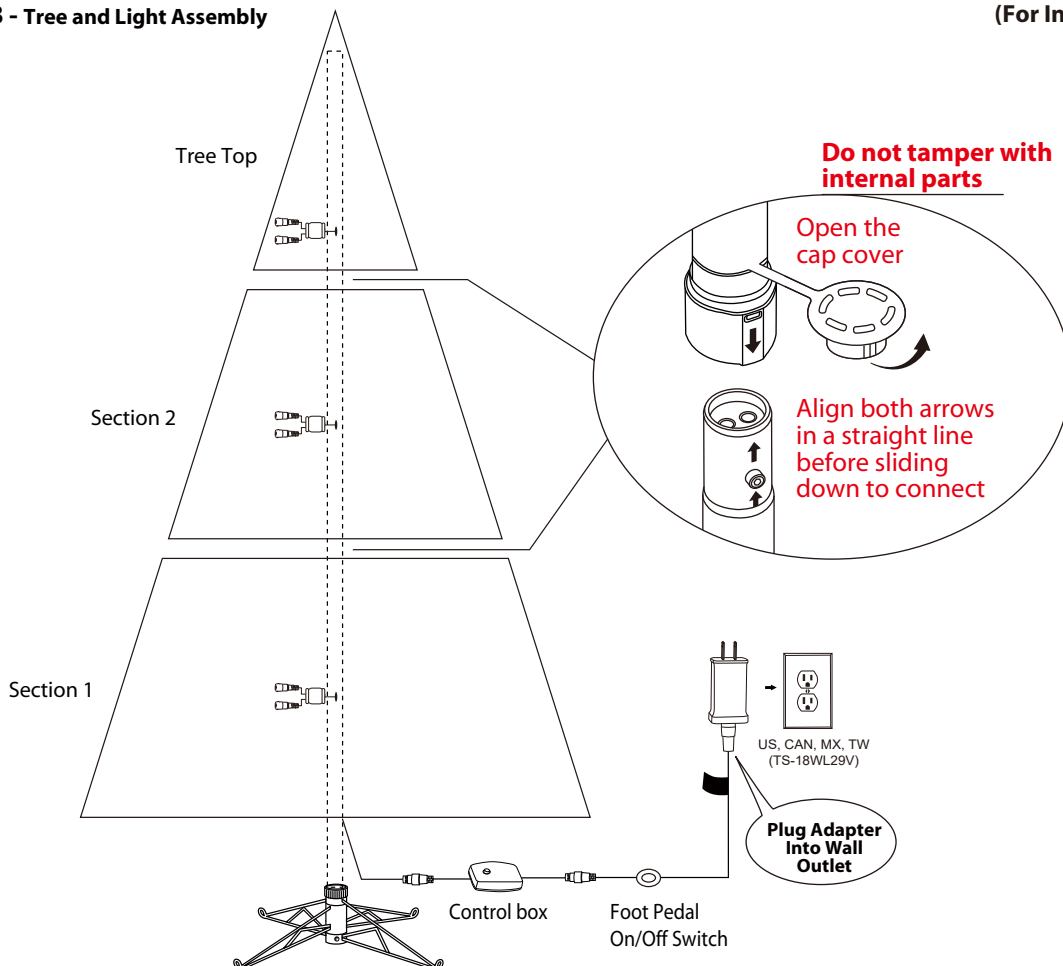 - Tree and Light Assembly
(For In
Tree Top
Do not tamper with
internal parts
Open the
cap cover
Section 2
Align both arrows
in a straight line
before sliding
down to connect
Section 1
US, CAN, MX, TW
(TS-18WL29V)
Plug Adapter
Into Wall
Outlet
Control box
Foot Pedal
On/Off Switch